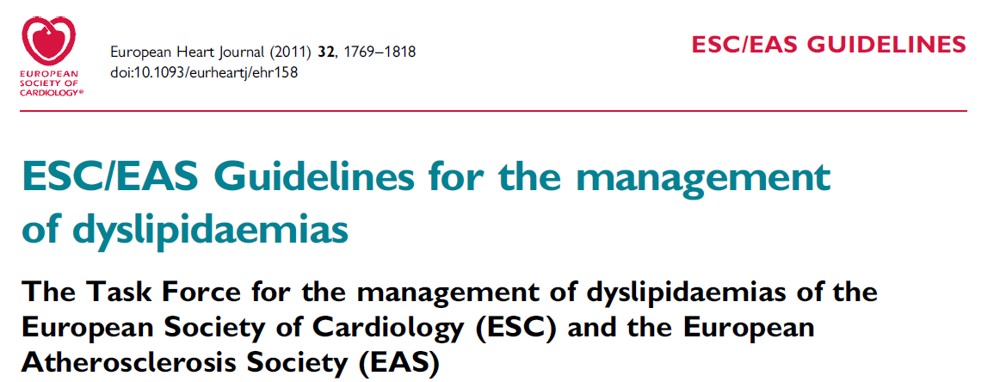 EUROPEAN
SOCIETY OF
CARDIOLOGY®
European Heart Journal (2011) 32, 1769–1818
doi:10.1093/eurheartj/ehr158
ESC/EAS GUIDELINES
ESC/EAS Guidelines for the management
of dyslipidaemias
The Task Force for the management of dyslipidaemias of the
European Society of Cardiology (ESC) and the European
Atherosclerosis Society (EAS)